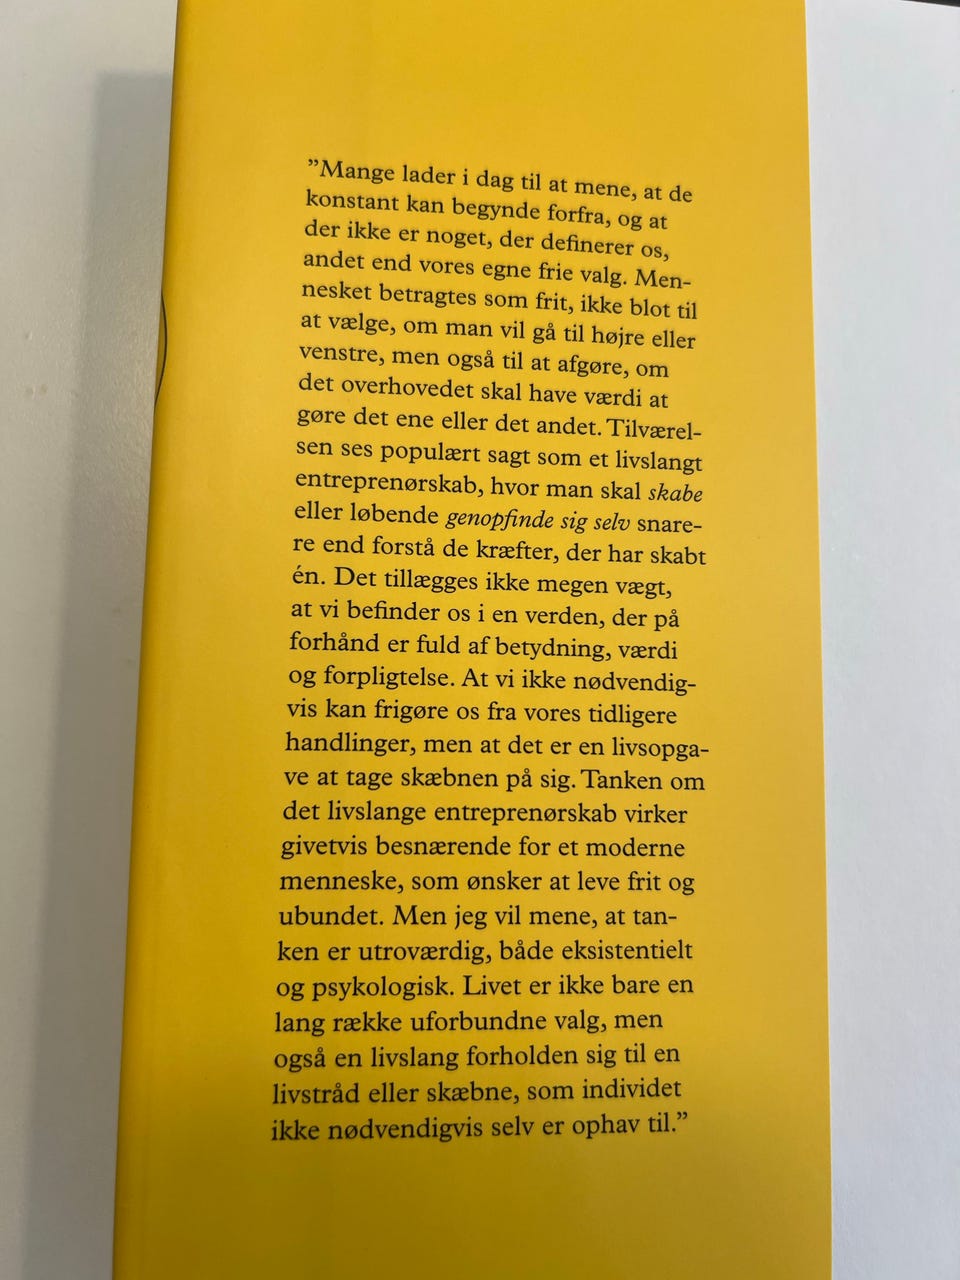 ”Mange lader i dag til at mene, at de
konstant kan begynde forfra, og at
der ikke er noget, der definerer os,
andet end vores egne frie valg. Men-
nesket betragtes som frit, ikke blot til
at vælge, om man vil gå til højre eller
venstre, men også til at afgøre, om
det overhovedet skal have værdi at
gøre det ene eller det andet. Tilværel-
sen ses populært sagt som et livslangt
entreprenørskab, hvor man skal skabe
eller løbende genopfinde sig selv snare-
re end forstå de kræfter, der har skabt
én. Det tillægges ikke megen vægt,
at vi befinder os i en verden, der på
forhånd er fuld af betydning, værdi
og forpligtelse. At vi ikke nødvendig-
vis kan frigøre os fra vores tidligere
handlinger, men at det er en livsopga-
ve at tage skæbnen på sig. Tanken om
det livslange entreprenørskab virker
givetvis besnærende for et moderne
menneske, som ønsker at leve frit og
ubundet. Men jeg vil mene, at tan-
ken er utroværdig, både eksistentielt
og psykologisk. Livet er ikke bare en
lang række uforbundne valg, men
også en livslang forholden sig til en
livstråd eller skæbne, som individet
ikke nødvendigvis selv er ophav til.”